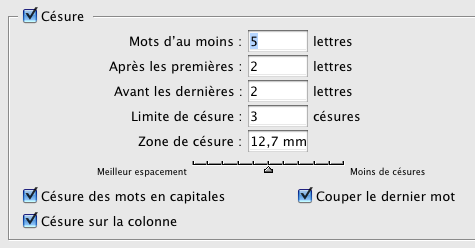 Césure
Mots d'au moins : 5 lettres
Après les premières : 2 lettres
Avant les dernières : 2 lettres
Limite de césure : 3 césures
Zone de césure : 12,7 mm
Meilleur espacement Moins de césures
Césure des mots en capitales Couper le dernier mot
Césure sur la colonne